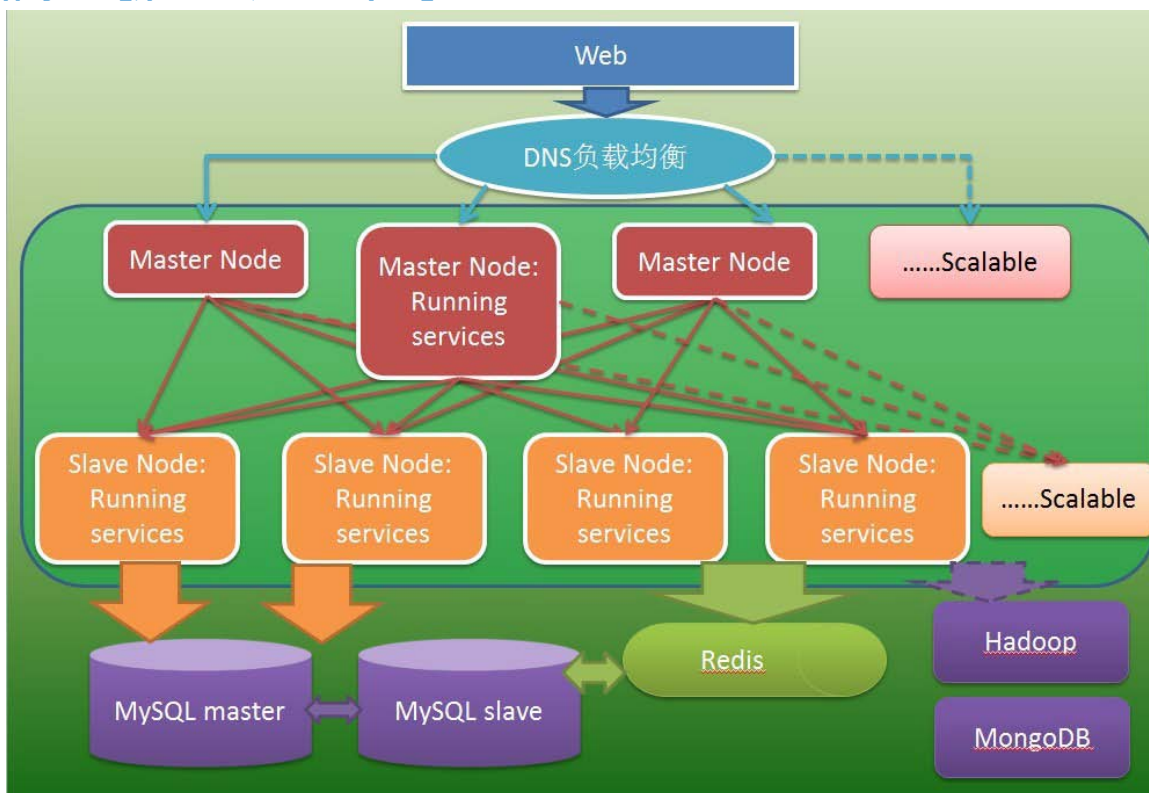 Web
DNS负载均衡
Master Node
Master Node:
Running
services
Master Node
......Scalable
Slave Node:
Running
services
Slave Node:
Running
services
Slave Node:
Running
services
Slave Node:
Running
services
......Scalable
MySQL master
MySQL slave
Redis
Hadoop
MongoDB